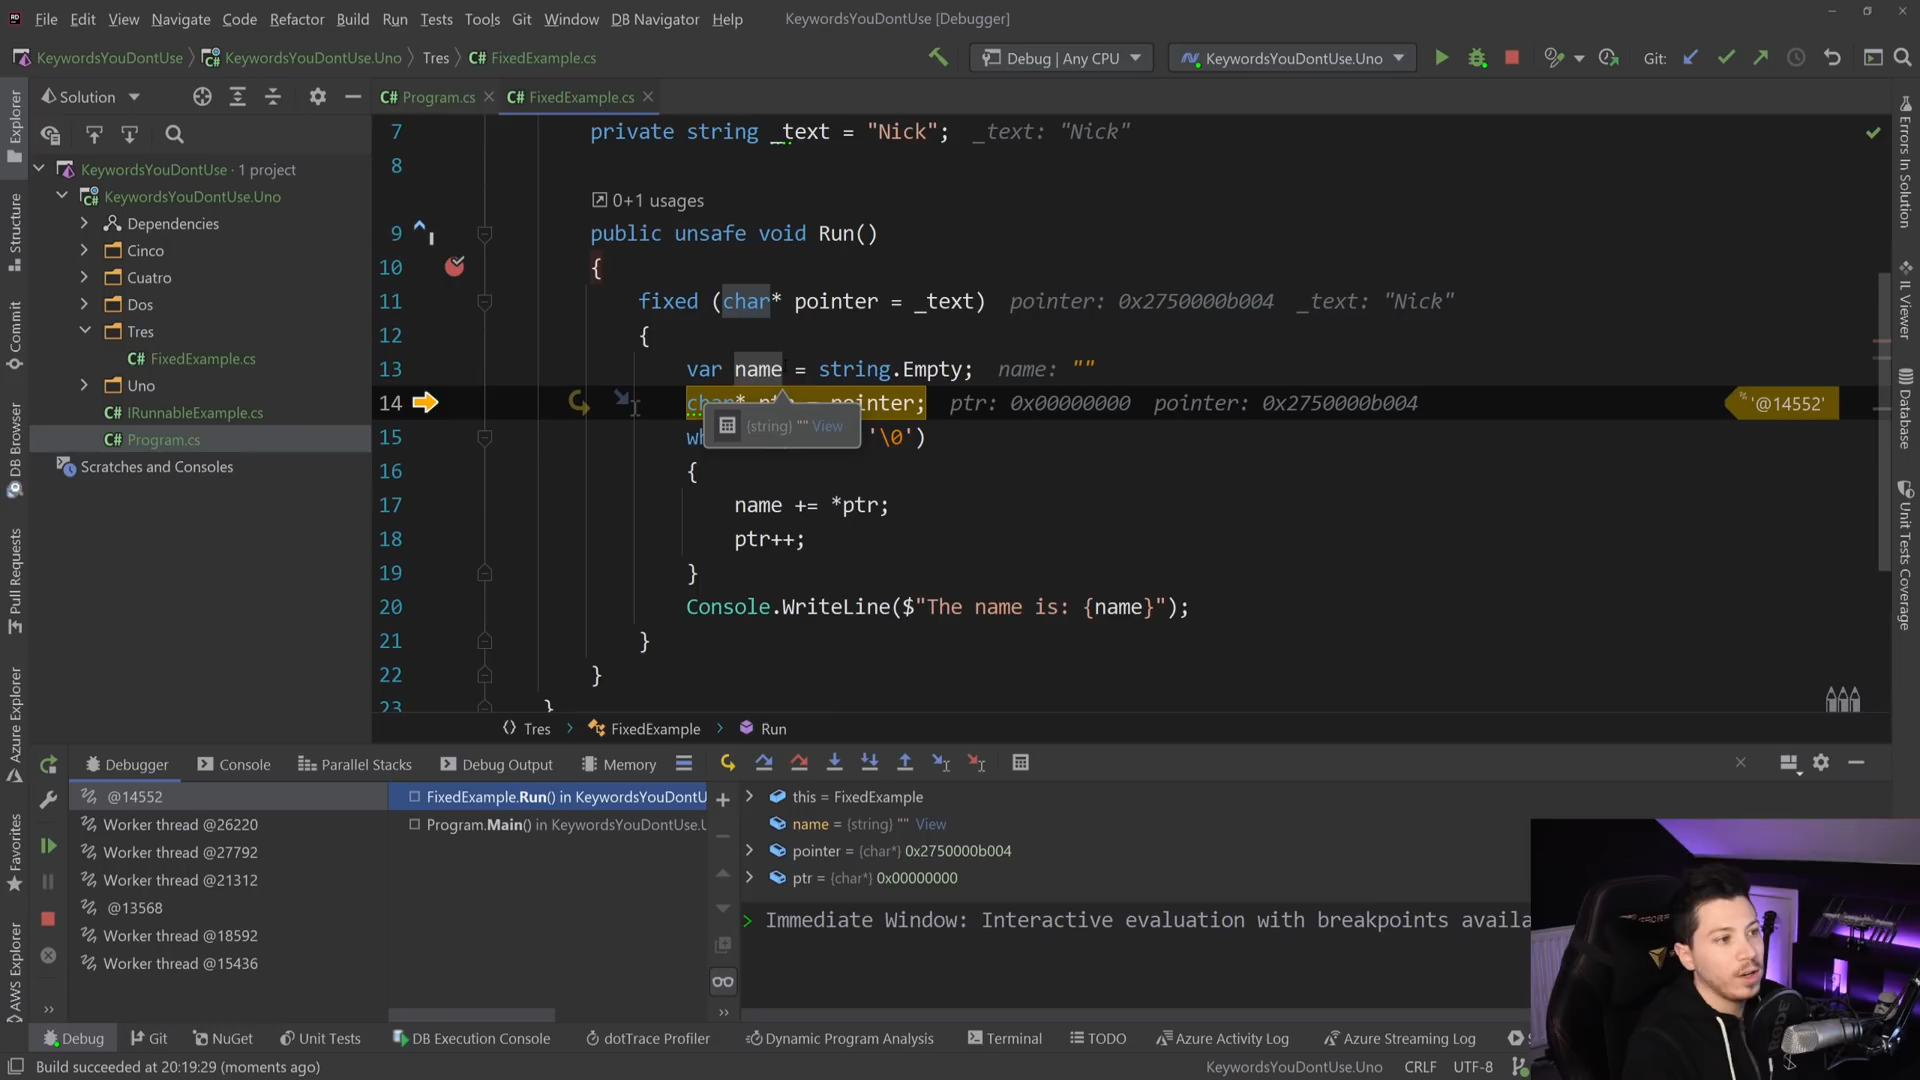 File Edit View Navigate Code Refactor Build Run Tests Tools Git Window DB Navigator Help KeywordsYouDontUse [Debugger]
KeywordsYouDontUse KeywordsYouDontUse.Uno Tres C# FixedExample.cs Debug | Any CPU KeywordsYouDontUse.Uno Git:
Solution
C# Program.cs C# FixedExample.cs
KeywordsYouDontUse · 1 project
KeywordsYouDontUse.Uno
Dependencies
Cinco
Cuatro
Dos
Tres
C# FixedExample.cs
Uno
C# IRunnableExample.cs
C# Program.cs
Scratches and Consoles
7 private string _text = "Nick"; _text: "Nick"
8
0+1 usages
9 public unsafe void Run()
10 {
11 fixed (char* pointer = _text) pointer: 0x2750000b004 _text: "Nick"
12 {
13 var name = string.Empty; name: ""
14 char* ptr = pointer; ptr: 0x00000000 pointer: 0x2750000b004 '@14552'
{string} "" View
15 '\0')
16 {
17 name += *ptr;
18 ptr++;
19 }
20 Console.WriteLine($"The name is: {name}");
21 }
22 }
23 }
Tres FixedExample Run
Explorer
Structure
Commit
DB Browser
Pull Requests
Azure Explorer
Favorites
AWS Explorer
Errors In Solution
IL Viewer
Database
Unit Tests Coverage
Debugger Console Parallel Stacks Debug Output Memory
@14552
Worker thread @26220
Worker thread @27792
Worker thread @21312
@13568
Worker thread @18592
Worker thread @15436
FixedExample.Run() in KeywordsYouDontU
Program.Main() in KeywordsYouDontUse.U
this = FixedExample
name = {string} "" View
pointer = {char*} 0x2750000b004
ptr = {char*} 0x00000000
> Immediate Window: Interactive evaluation with breakpoints availa
Debug Git NuGet Unit Tests DB Execution Console dotTrace Profiler Dynamic Program Analysis Terminal TODO Azure Activity Log Azure Streaming Log
Build succeeded at 20:19:29 (moments ago) KeywordsYouDontUse.Uno CRLF UTF-8